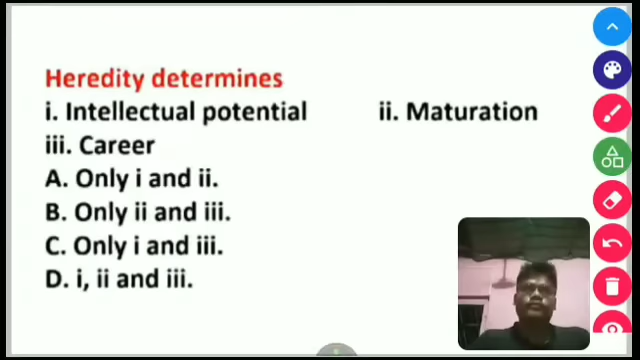 Heredity determines
i. Intellectual potential ii. Maturation
iii. Career
A. Only i and ii.
B. Only ii and iii.
C. Only i and iii.
D. i, ii and iii.